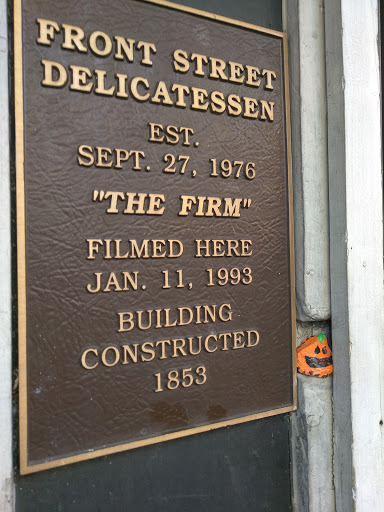 FRONT STREET
DELICATESSEN
EST.
SEPT. 27, 1976
"THE FIRM"
FILMED HERE
JAN. 11, 1993
BUILDING
CONSTRUCTED
1853